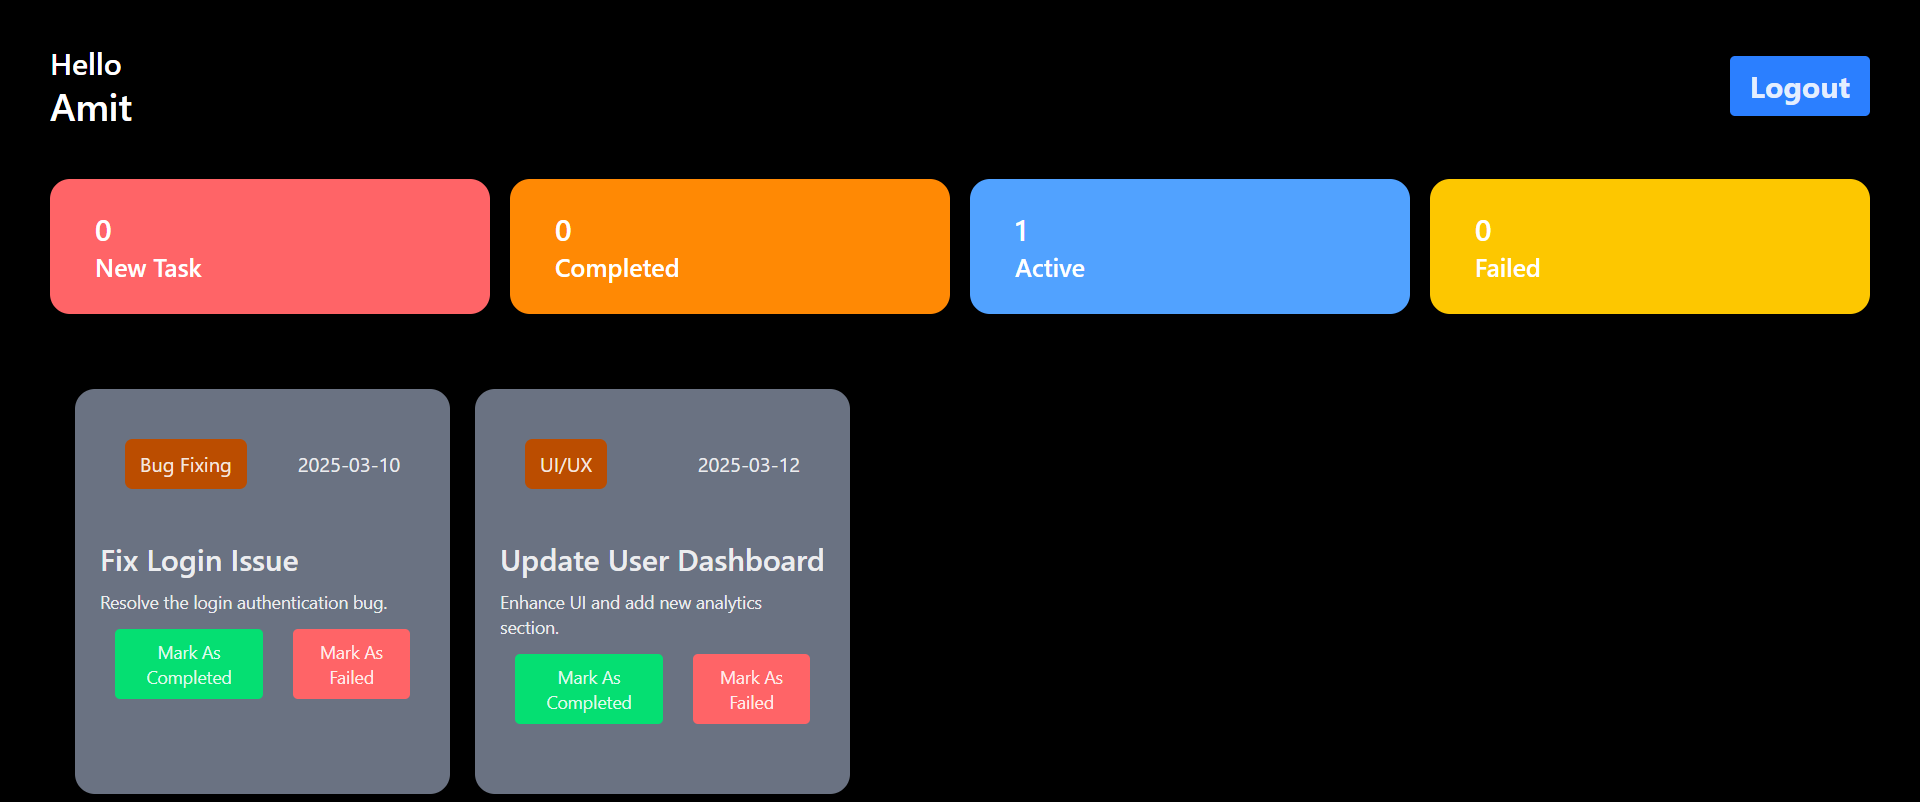 Hello
Amit
Logout
0
New Task
0
Completed
1
Active
0
Failed
Bug Fixing
2025-03-10
Fix Login Issue
Resolve the login authentication bug.
Mark As
Completed
Mark As
Failed
UI/UX
2025-03-12
Update User Dashboard
Enhance UI and add new analytics
section.
Mark As
Completed
Mark As
Failed